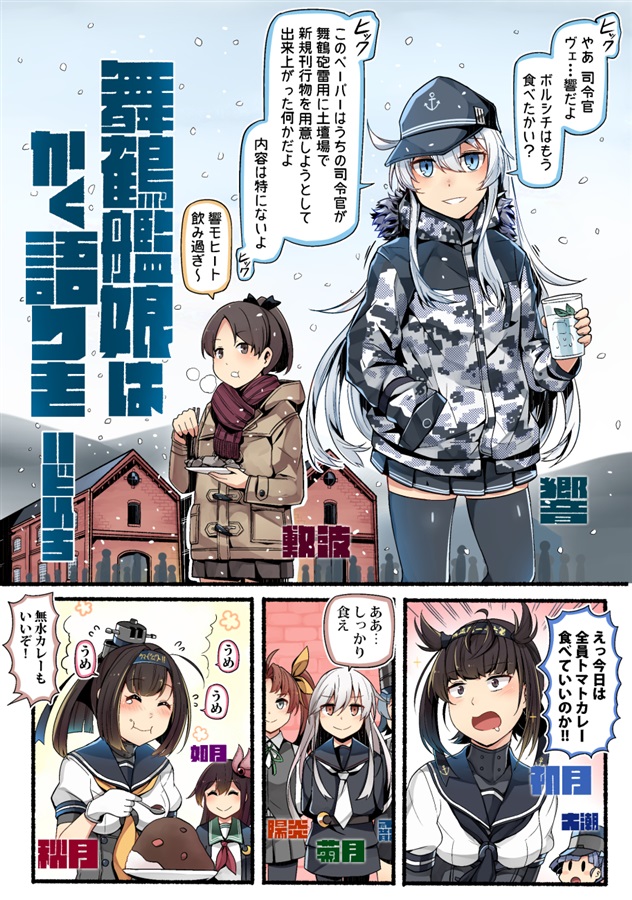 ヒック
やあ 司令官
ヴェ…響だよ
ボルシチはもう
食べたかい？
ヒック
このペーパーはうちの司令官が
舞鶴砲雷用に土壇場で
新規刊行物を用意しようとして
出来上がった何かだよ
内容は特にないよ
ヒック
響モヒート
飲み過ぎ〜
舞鶴艦娘は
かく語りき
響
敷波
えっ今日は
全員トマトカレー
食べていいのか!!
初月
大潮
ああ…
しっかり
食え
陽炎
菊月
霰
無水カレーも
いいぞ!
うめ
うめ
うめ
如月
秋月